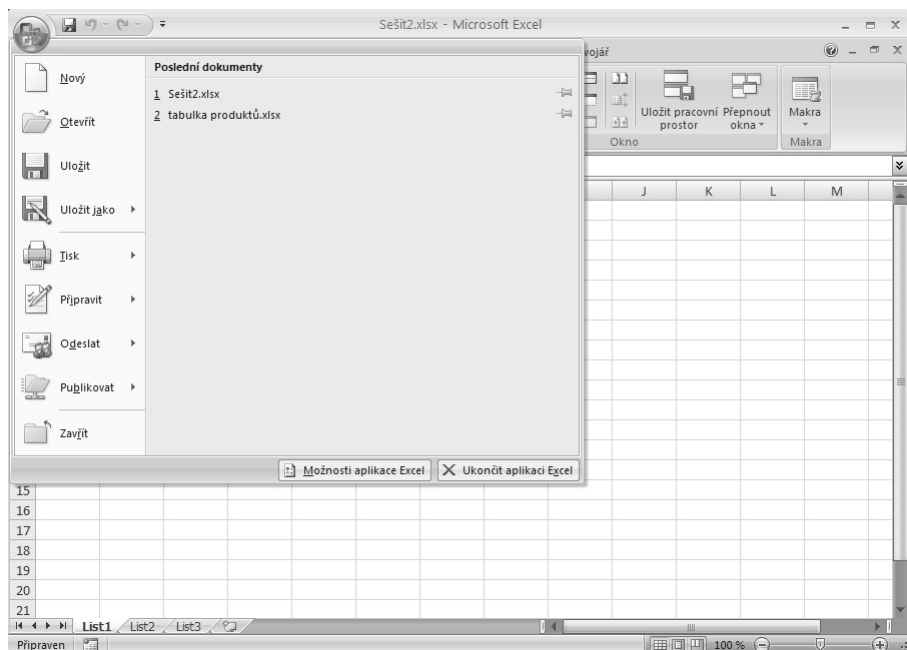 Sešit2.xlsx - Microsoft Excel
vojář
Nový
Otevřít
Uložit
Uložit jako
Tisk
Připravit
Odeslat
Publikovat
Zavřít
Poslední dokumenty
1 Sešit2.xlsx
2 tabulka produktů.xlsx
Možnosti aplikace Excel
Ukončit aplikaci Excel
Uložit pracovní prostor
Přepnout okna
Makra
Okno
Makra
J K L M
15
16
17
18
19
20
21
List1 List2 List3
Připraven
100 %